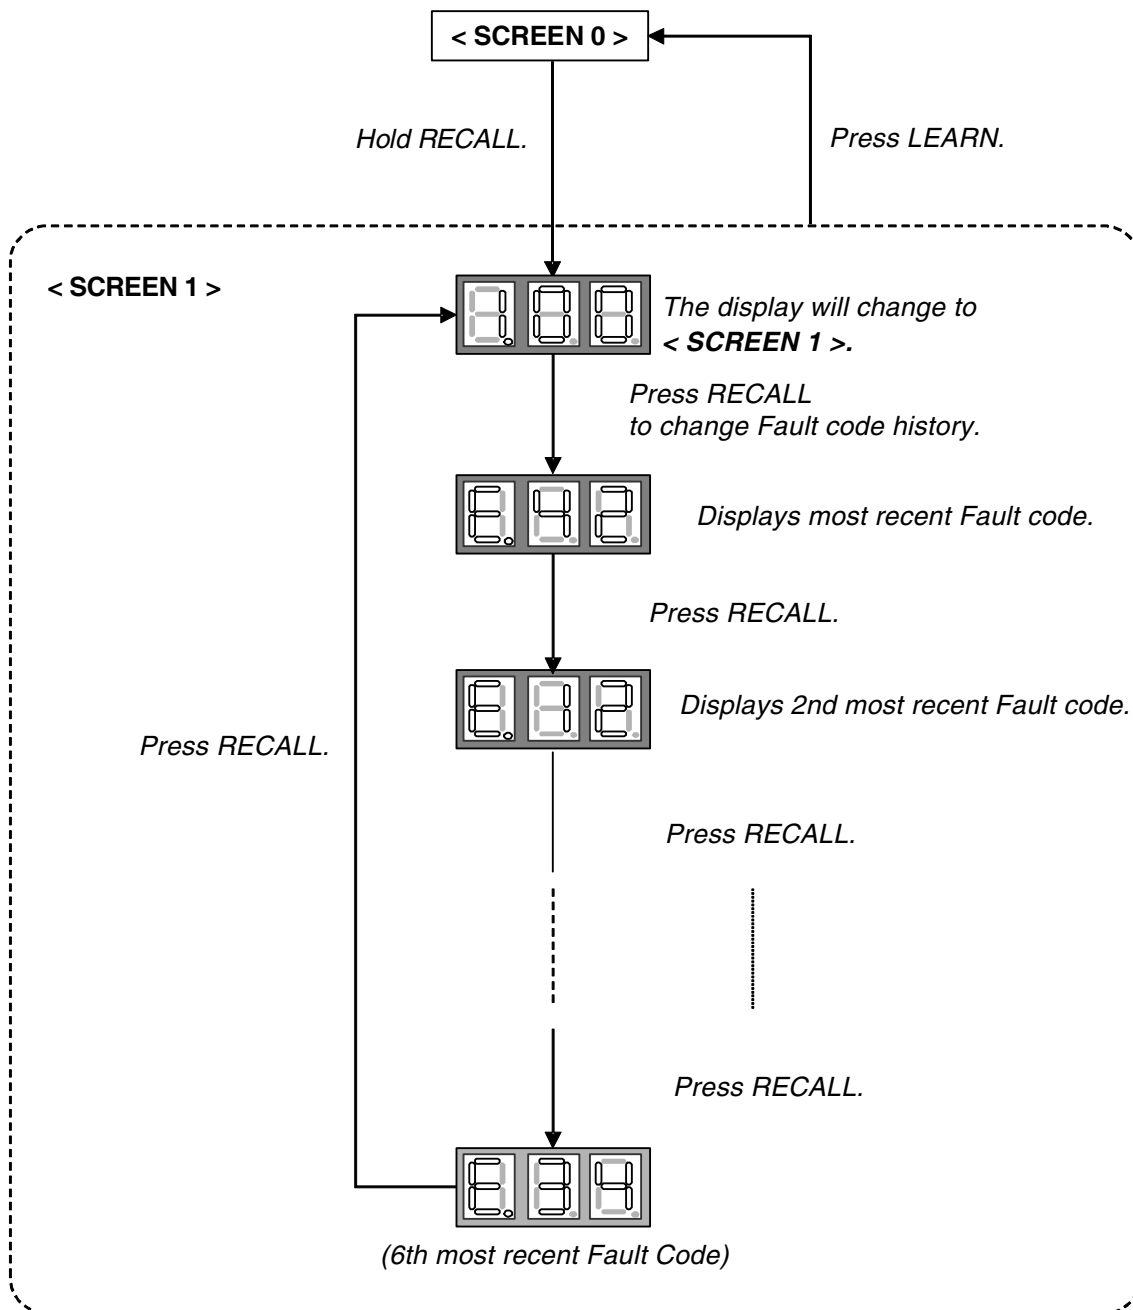 < SCREEN 0 >
Hold RECALL.
Press LEARN.
< SCREEN 1 >
1.00
The display will change to
< SCREEN 1 >.
Press RECALL
to change Fault code history.
E.42
Displays most recent Fault code.
Press RECALL.
E.12
Displays 2nd most recent Fault code.
Press RECALL.
Press RECALL.
Press RECALL.
E.34
(6th most recent Fault Code)